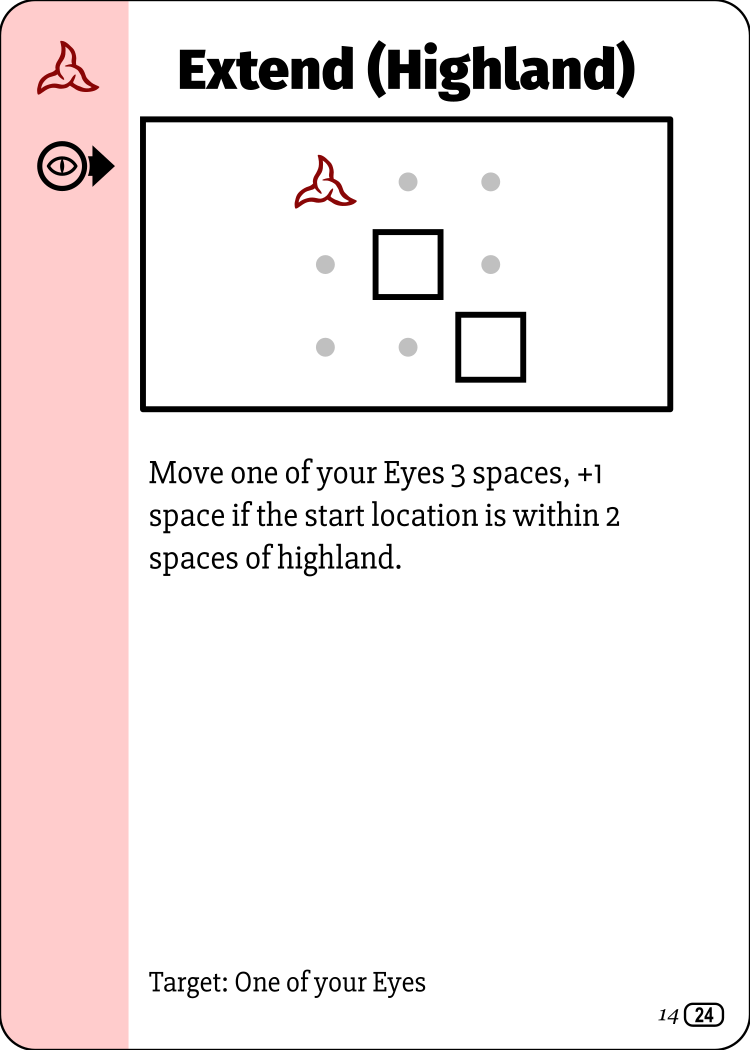 Extend (Highland)
Move one of your Eyes 3 spaces, +1
space if the start location is within 2
spaces of highland.
Target: One of your Eyes
14 24